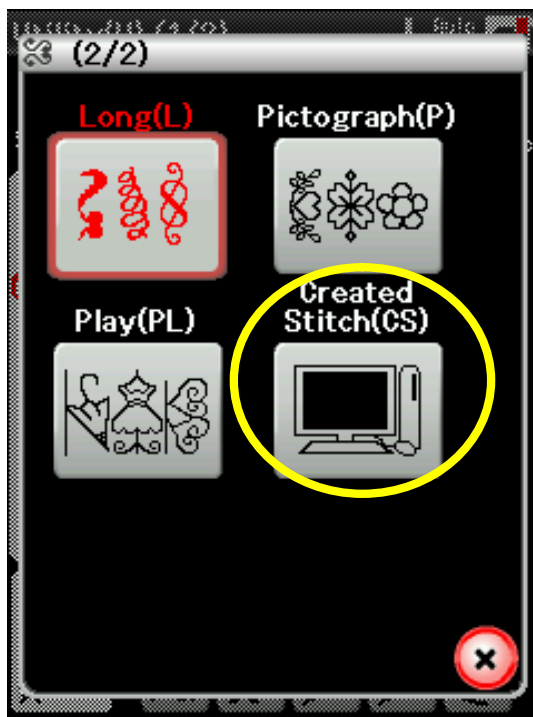 (2/2)
Long(L)
Pictograph(P)
Play(PL)
Created
Stitch(CS)